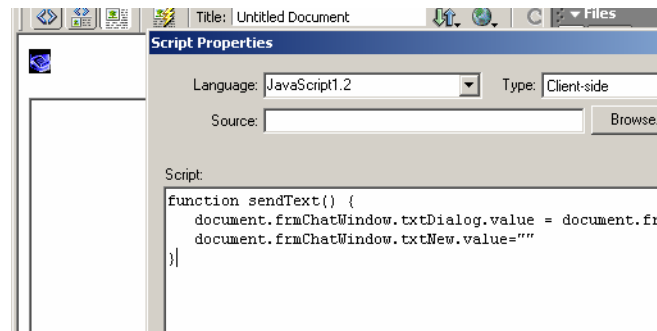 Title: Untitled Document
Files
Script Properties
Language: JavaScript1.2
Type: Client-side
Source:
Browse
Script:
function sendText() {
document.frmChatWindow.txtDialog.value = document.fr
document.frmChatWindow.txtNew.value=""
}